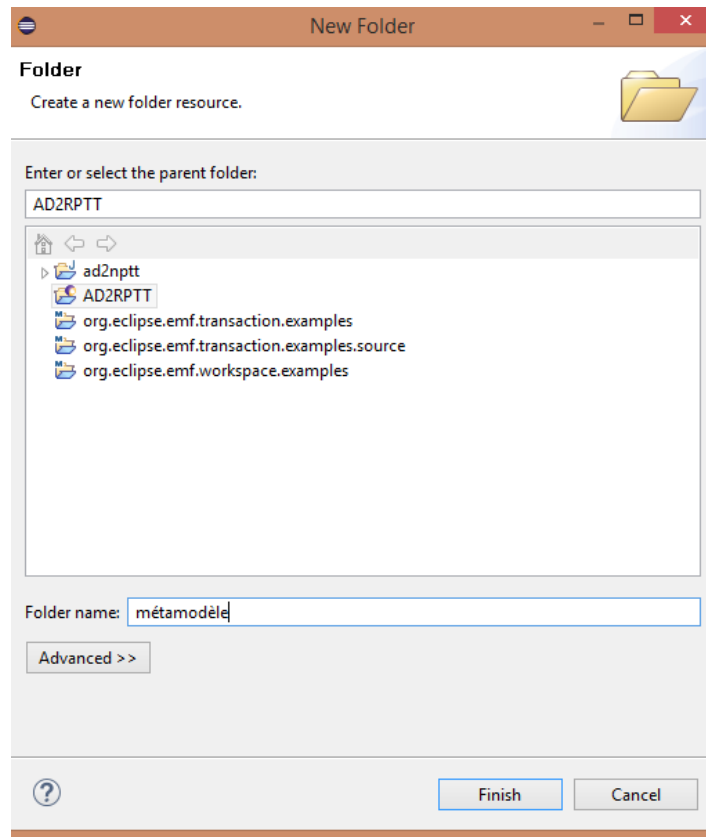 New Folder
Folder
Create a new folder resource.
Enter or select the parent folder:
AD2RPTT
ad2nptt
AD2RPTT
org.eclipse.emf.transaction.examples
org.eclipse.emf.transaction.examples.source
org.eclipse.emf.workspace.examples
Folder name: métamodèle
Advanced >>
Finish Cancel